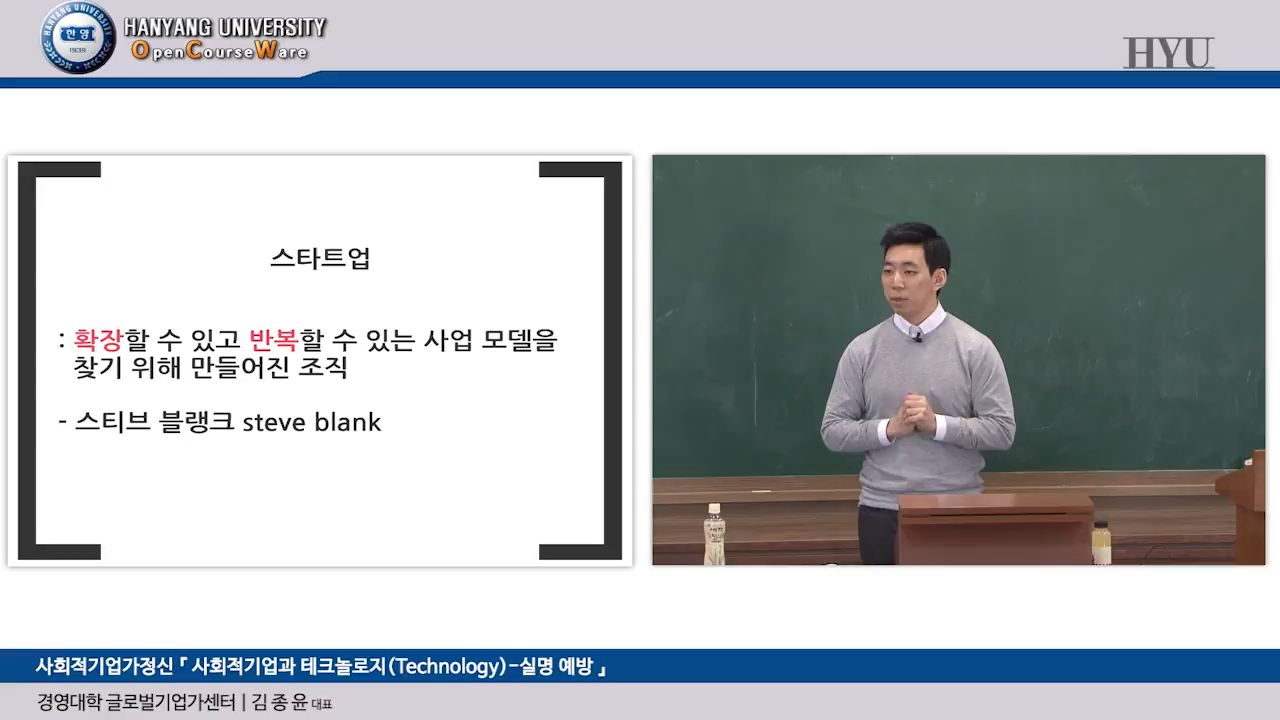 HANYANG UNIVERSITY
OpenCourseWare
한양
1939
HYU
스타트업
: 확장할 수 있고 반복할 수 있는 사업 모델을
찾기 위해 만들어진 조직
- 스티브 블랭크 steve blank
사회적기업가정신 『 사회적기업과 테크놀로지(Technology)-실명 예방 』
경영대학 글로벌기업가센터 | 김 종 윤 대표